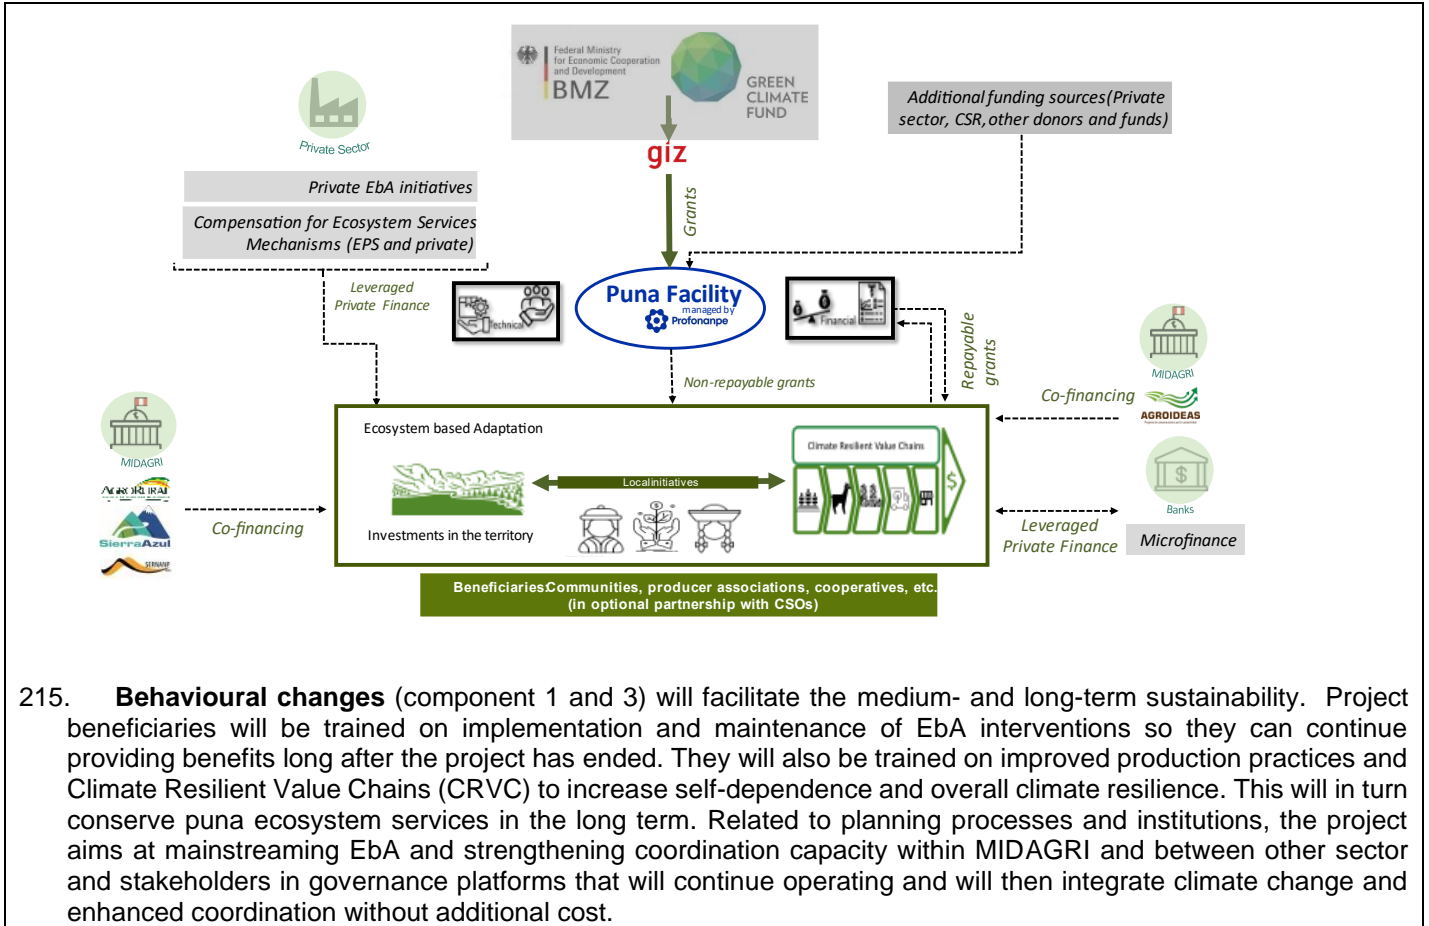 Federal Ministry
for Economic Cooperation
and Development
BMZ
GREEN
CLIMATE
FUND
giz
Grants
Additional funding sources(Private
sector, CSR, other donors and funds)
Private Sector
Private EbA initiatives
Compensation for Ecosystem Services
Mechanisms (EPS and private)
Leveraged
Private Finance
Technical
Puna Facility
managed by
Profonanpe
Financial
Non-repayable grants
Repayable
grants
MIDAGRI
AGROIDEAS
Co-financing
Banks
Microfinance
Leveraged
Private Finance
MIDAGRI
AGRORURAL
SierraAzul
SERNANP
Co-financing
Ecosystem based Adaptation
Investments in the territory
Localinitiatives
Climate Resilient Value Chains
$
Beneficiaries:Communities, producer associations, cooperatives, etc.
(in optional partnership with CSOs)
215. Behavioural changes (component 1 and 3) will facilitate the medium- and long-term sustainability. Project
beneficiaries will be trained on implementation and maintenance of EbA interventions so they can continue
providing benefits long after the project has ended. They will also be trained on improved production practices and
Climate Resilient Value Chains (CRVC) to increase self-dependence and overall climate resilience. This will in turn
conserve puna ecosystem services in the long term. Related to planning processes and institutions, the project
aims at mainstreaming EbA and strengthening coordination capacity within MIDAGRI and between other sector
and stakeholders in governance platforms that will continue operating and will then integrate climate change and
enhanced coordination without additional cost.